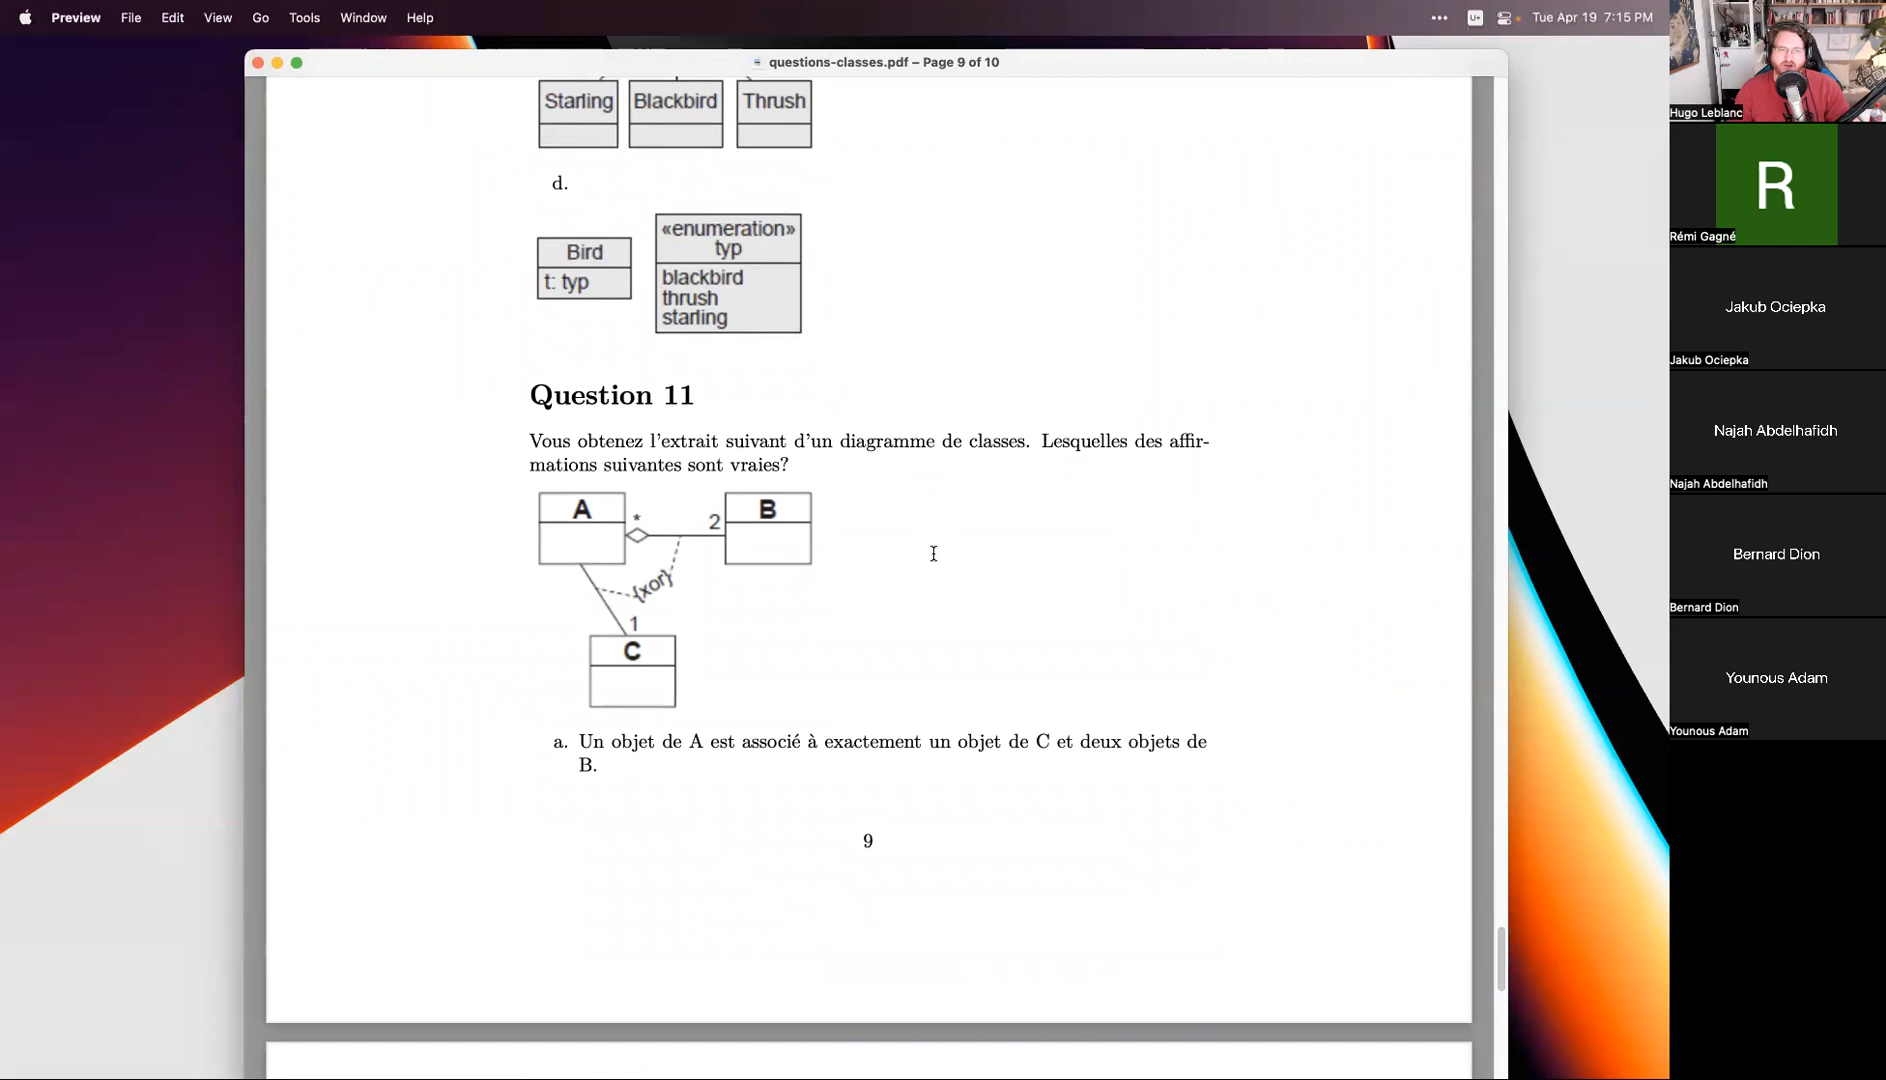 Preview File Edit View Go Tools Window Help
Tue Apr 19 7:15 PM
questions-classes.pdf – Page 9 of 10
Starling Blackbird Thrush
d.
«enumeration»
typ
Bird
t: typ
blackbird
thrush
starling
Question 11
Vous obtenez l'extrait suivant d'un diagramme de classes. Lesquelles des affir-
mations suivantes sont vraies?
A * 2 B
{xor}
1
C
a. Un objet de A est associé à exactement un objet de C et deux objets de
B.
9
Hugo Leblanc
R
Rémi Gagné
Jakub Ociepka
Jakub Ociepka
Najah Abdelhafidh
Najah Abdelhafidh
Bernard Dion
Bernard Dion
Younous Adam
Younous Adam